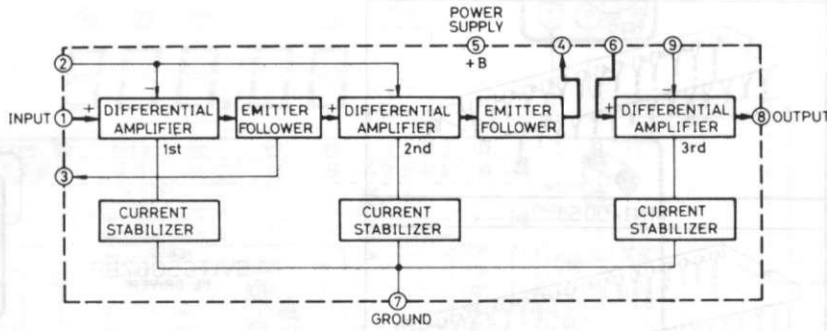 POWER
SUPPLY
5
+B
4
6
9
2
INPUT 1
+
-
DIFFERENTIAL
AMPLIFIER
1st
EMITTER
FOLLOWER
+
-
DIFFERENTIAL
AMPLIFIER
2nd
EMITTER
FOLLOWER
+
-
DIFFERENTIAL
AMPLIFIER
3rd
8 OUTPUT
3
CURRENT
STABILIZER
CURRENT
STABILIZER
CURRENT
STABILIZER
7
GROUND